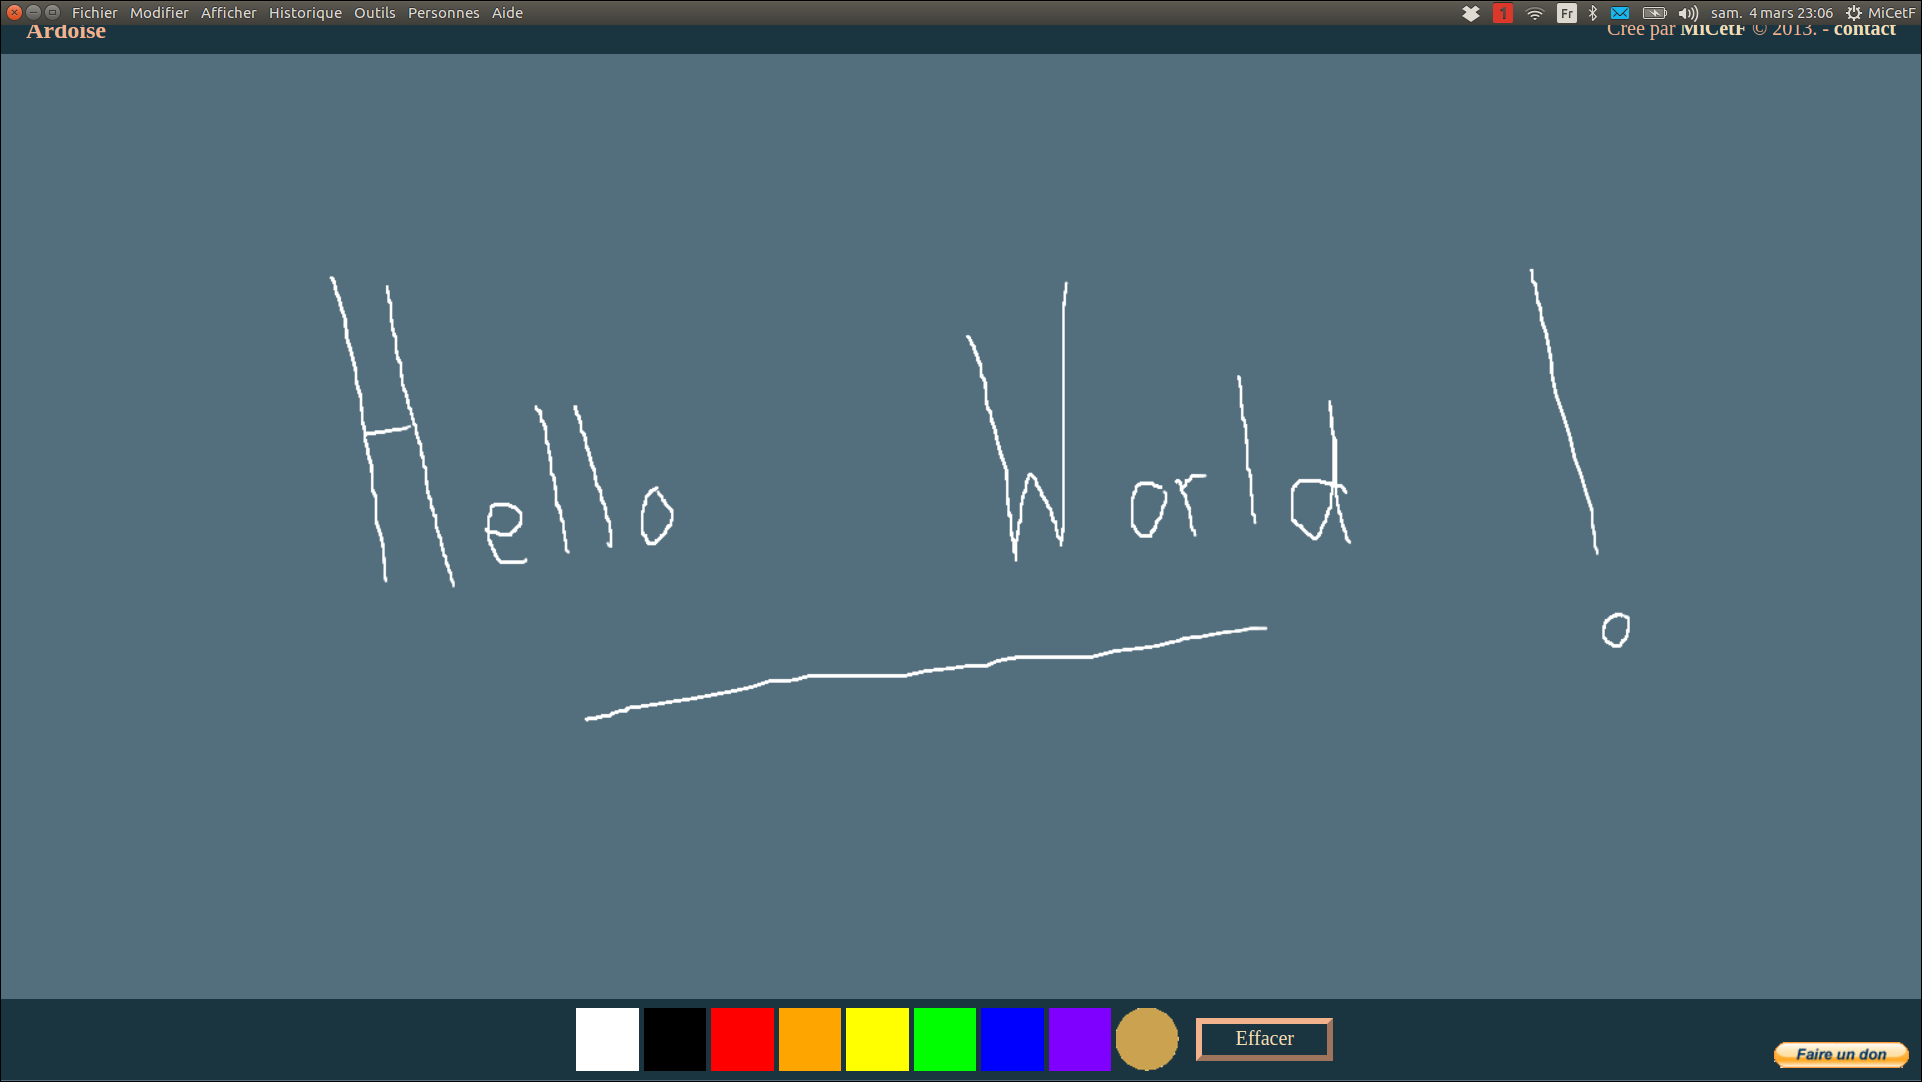 Fichier Modifier Afficher Historique Outils Personnes Aide 1 Fr sam. 4 mars 23:06 MiCetF
Ardoise Créé par MiCetF © 2013. - contact
Hello World !
Effacer
Faire un don